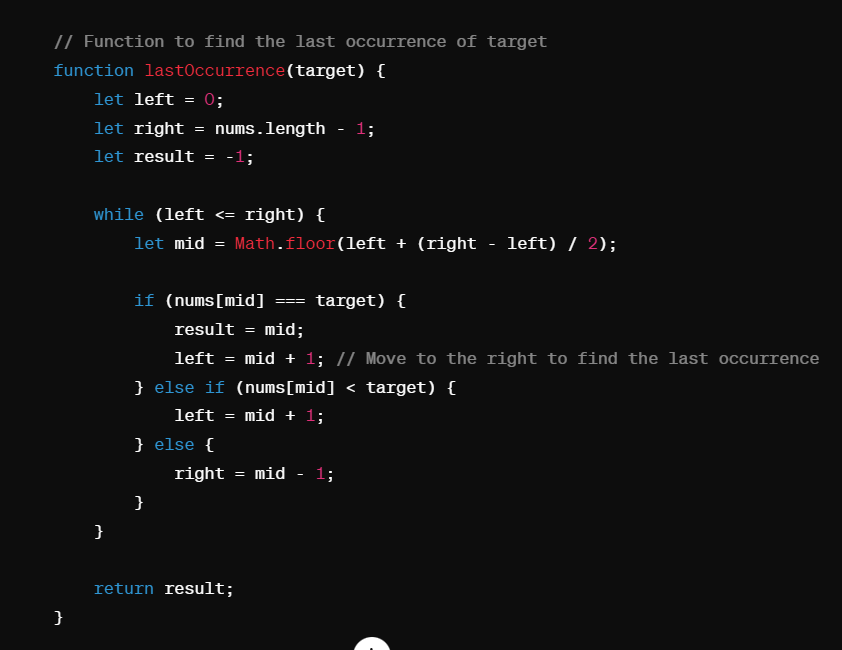 // Function to find the last occurrence of target
function lastOccurrence(target) {
    let left = 0;
    let right = nums.length - 1;
    let result = -1;

    while (left <= right) {
        let mid = Math.floor(left + (right - left) / 2);

        if (nums[mid] === target) {
            result = mid;
            left = mid + 1; // Move to the right to find the last occurrence
        } else if (nums[mid] < target) {
            left = mid + 1;
        } else {
            right = mid - 1;
        }
    }

    return result;
}